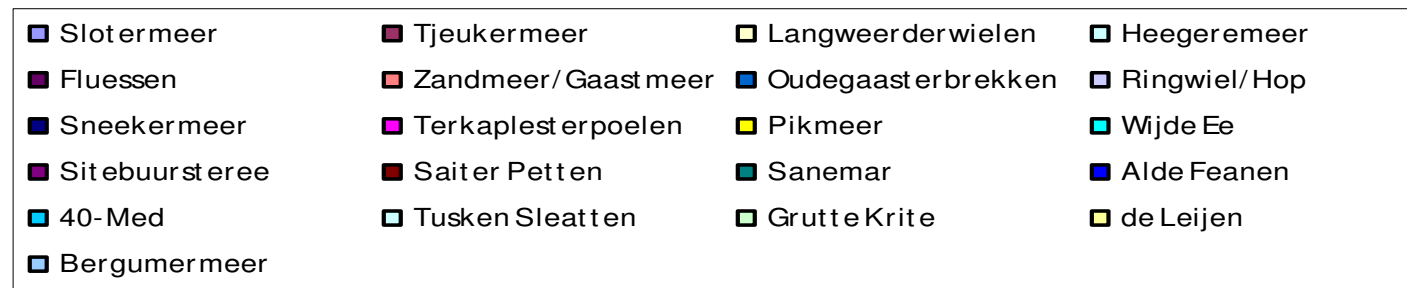 Slotermeer Tjeukermeer Langweerderwielen Heegeremeer
Fluessen Zandmeer/Gaastmeer Oudegaasterbrekken Ringwiel/Hop
Sneekermeer Terkaplesterpoelen Pikmeer Wijde Ee
Sitebuursteree Saiter Petten Sanemar Alde Feanen
40-Med Tusken Sleatten Grutte Krite de Leijen
Bergumermeer